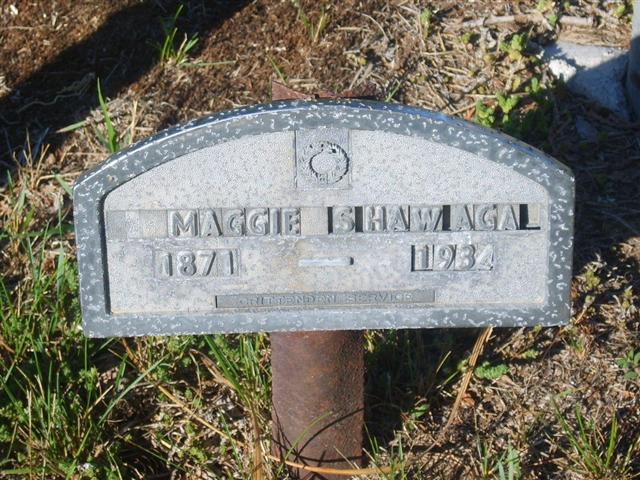 MAGGIE SHAWAGAL
1871 - 1934
CRITTENDEN SERVICE